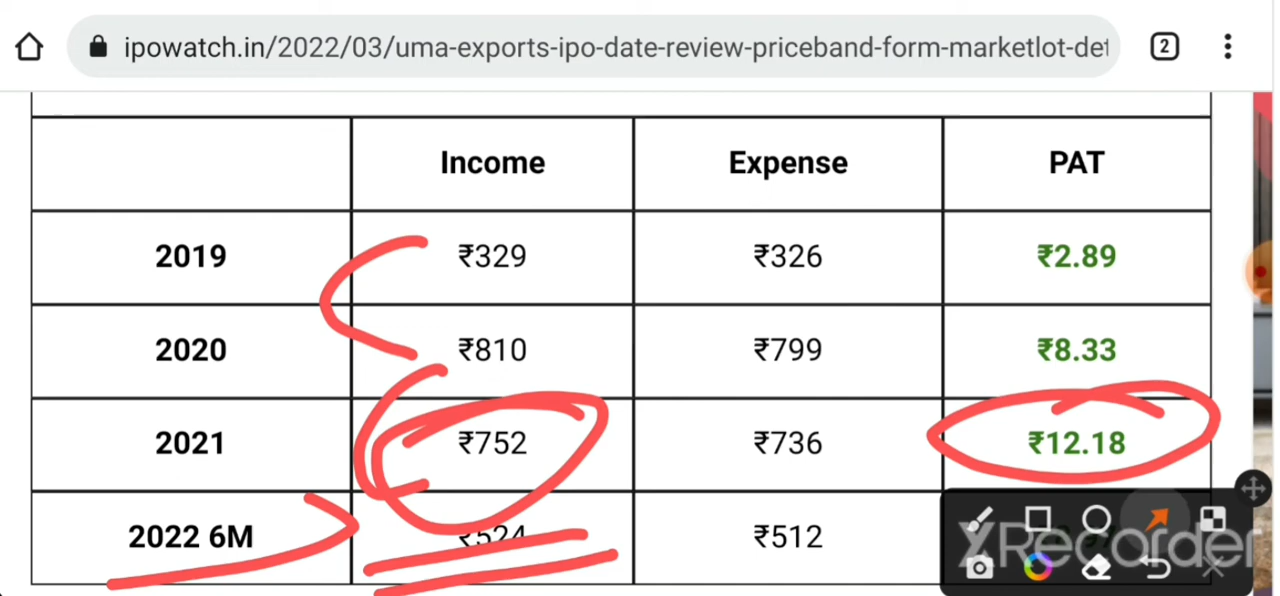 ipowatch.in/2022/03/uma-exports-ipo-date-review-priceband-form-marketlot-det
2
Income Expense PAT
2019 ₹329 ₹326 ₹2.89
2020 ₹810 ₹799 ₹8.33
2021 ₹752 ₹736 ₹12.18
2022 6M ₹524 ₹512
XRecorder